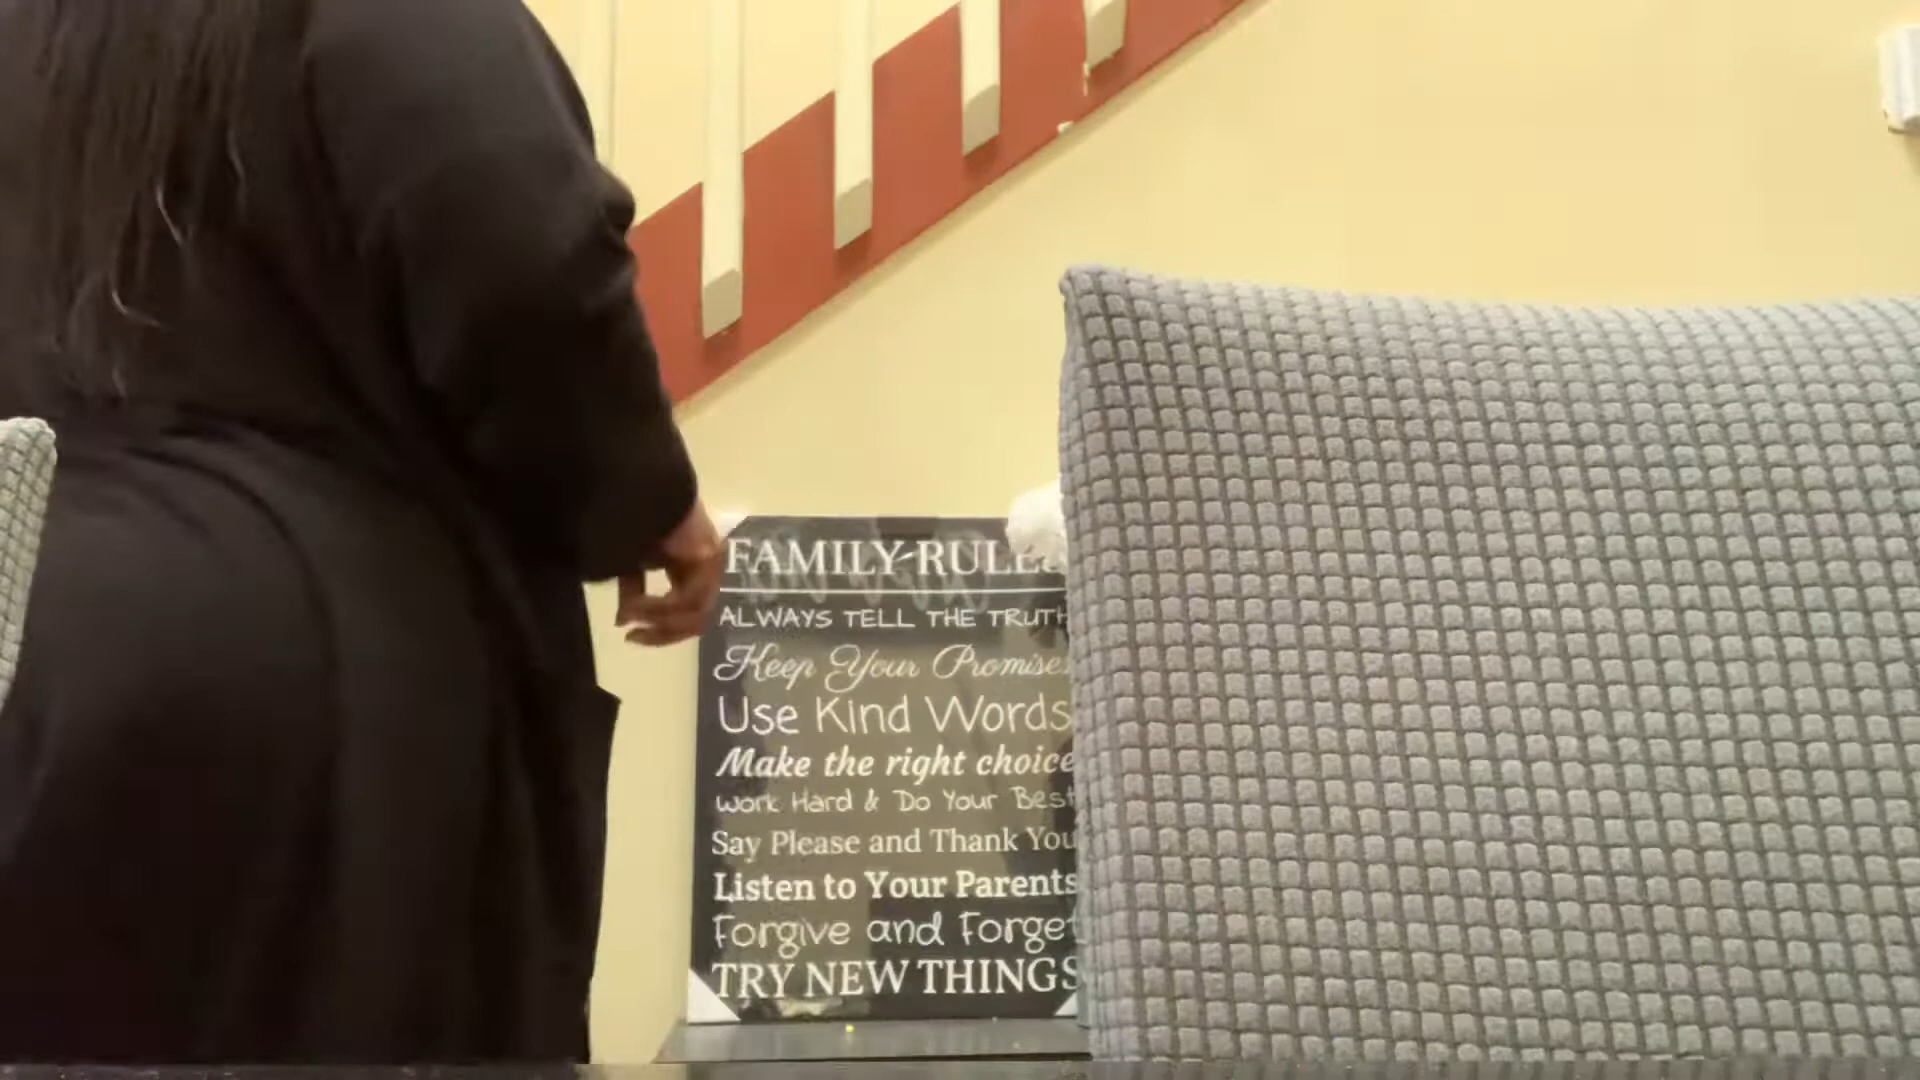 FAMILY RULES
ALWAYS TELL THE TRUTH
Keep Your Promises
Use Kind Words
Make the right choice
Work Hard & Do Your Best
Say Please and Thank You
Listen to Your Parents
Forgive and Forget
TRY NEW THINGS